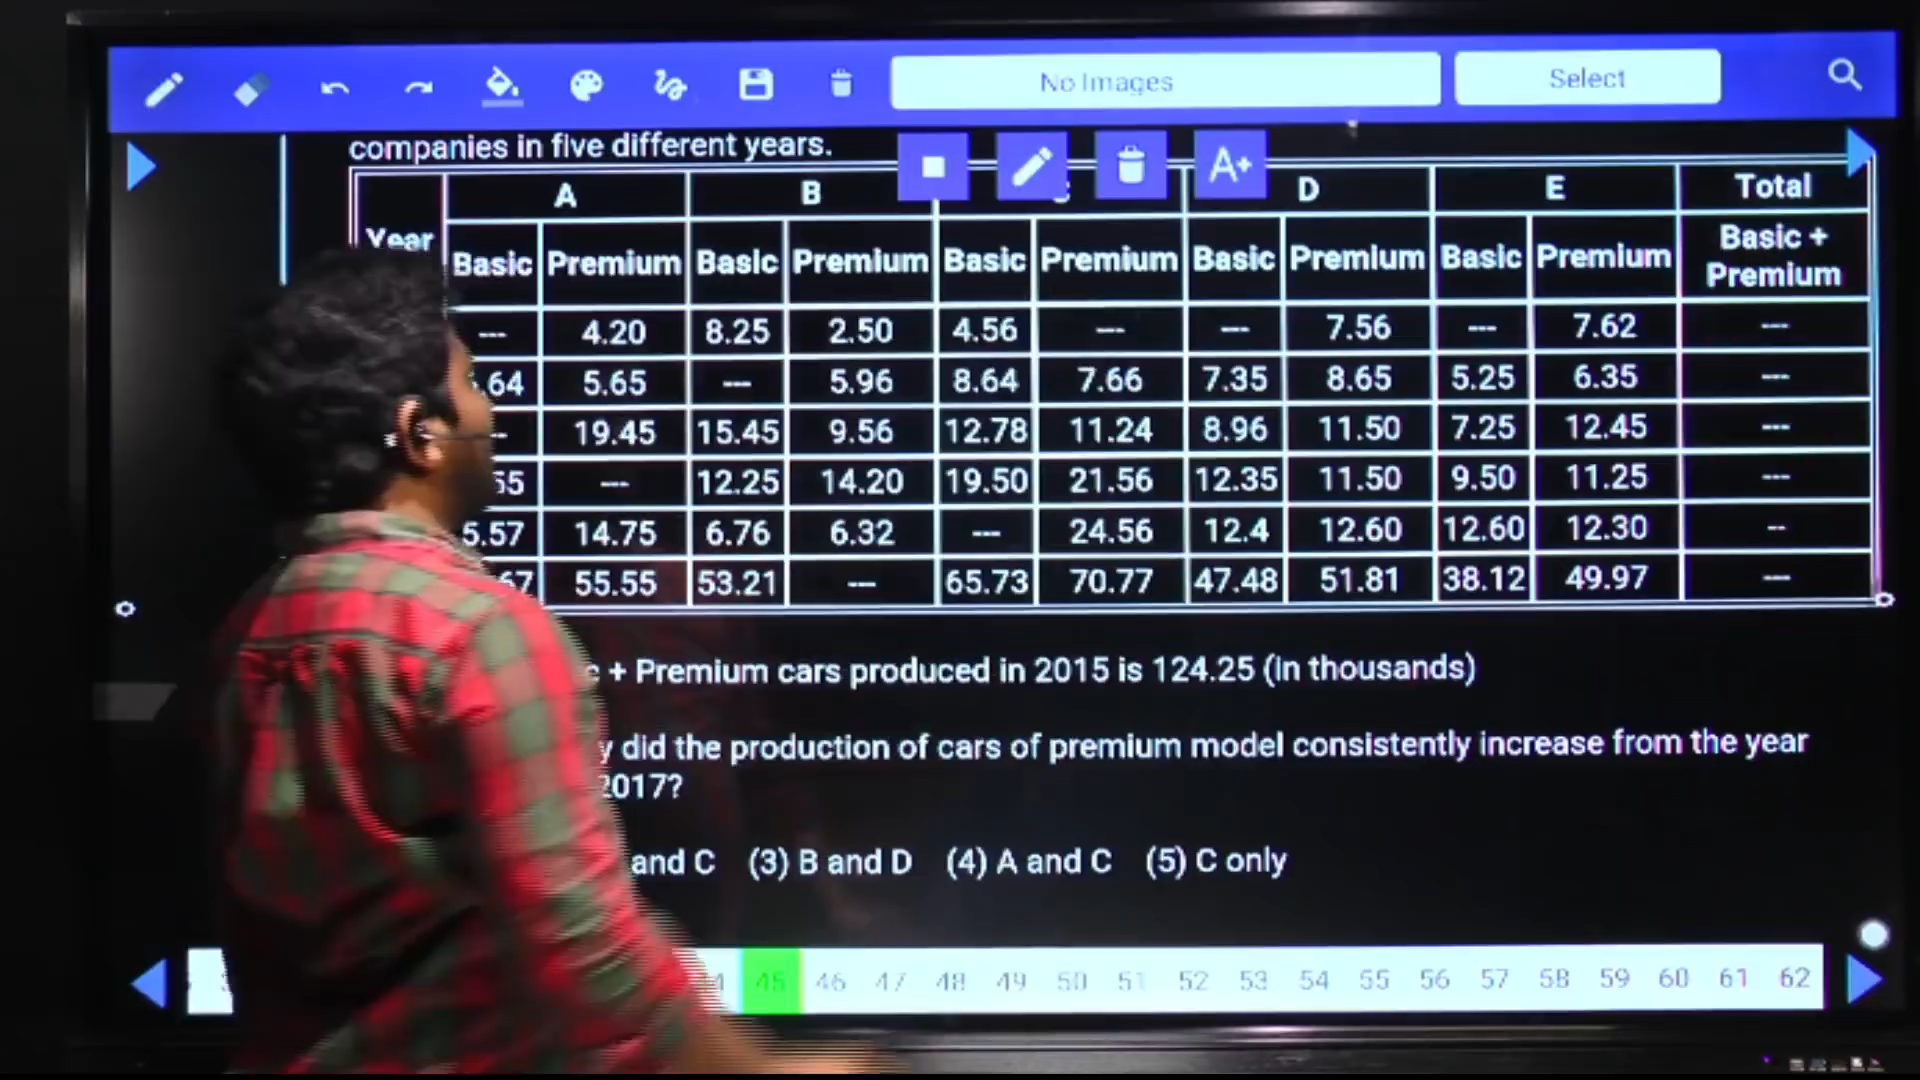 No Images
Select
companies in five different years.
A+
Year A B D E Total
Basic Premium Basic Premium Basic Premium Basic Premium Basic Premium Basic + Premium
--- 4.20 8.25 2.50 4.56 --- --- 7.56 --- 7.62 ---
.64 5.65 --- 5.96 8.64 7.66 7.35 8.65 5.25 6.35 ---
19.45 15.45 9.56 12.78 11.24 8.96 11.50 7.25 12.45 ---
55 --- 12.25 14.20 19.50 21.56 12.35 11.50 9.50 11.25 ---
5.57 14.75 6.76 6.32 --- 24.56 12.4 12.60 12.60 12.30 --
67 55.55 53.21 --- 65.73 70.77 47.48 51.81 38.12 49.97 ---
+ Premium cars produced in 2015 is 124.25 (in thousands)
y did the production of cars of premium model consistently increase from the year
2017?
and C (3) B and D (4) A and C (5) C only
45 46 47 48 49 50 51 52 53 54 55 56 57 58 59 60 61 62